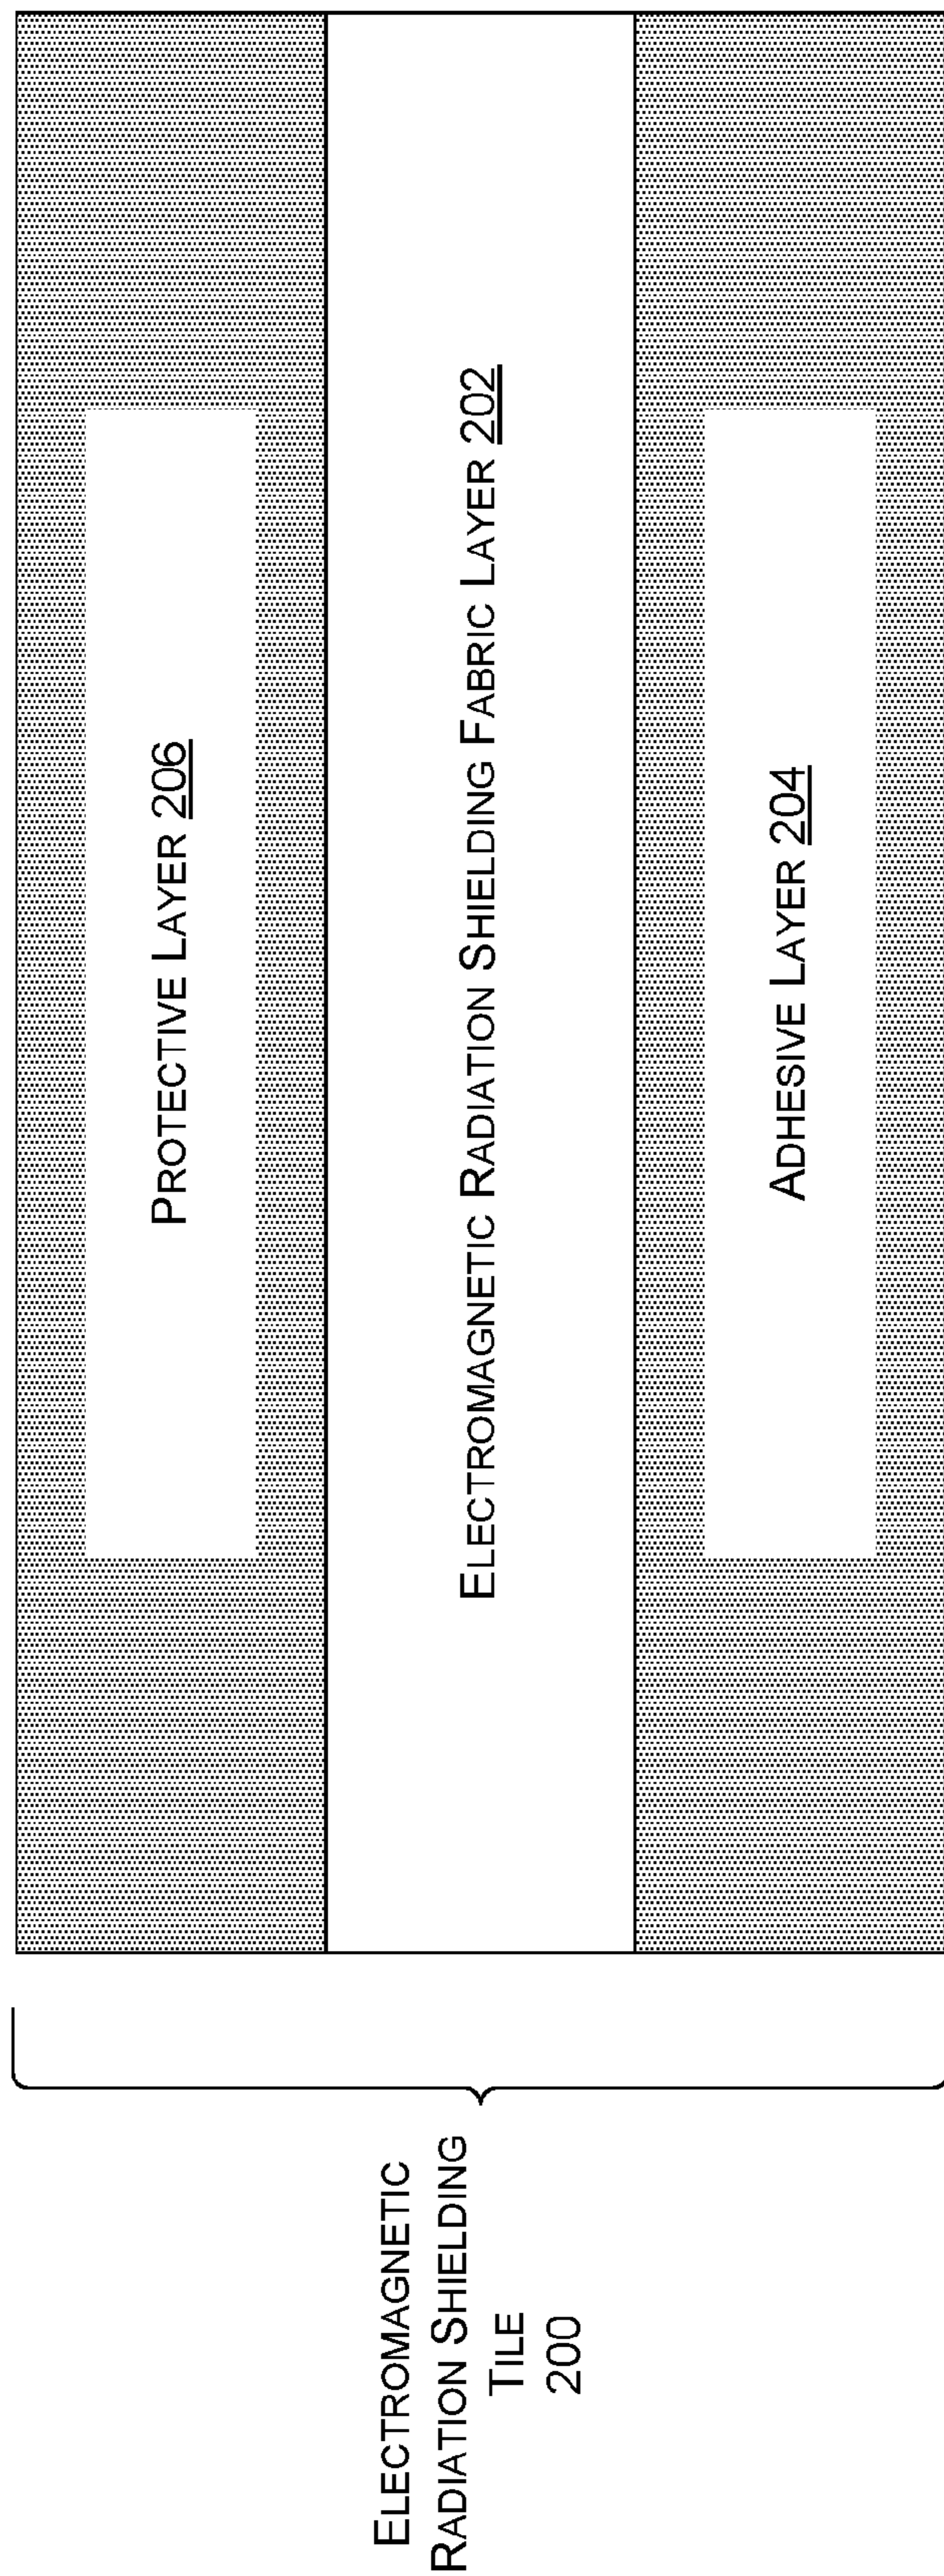 ELECTROMAGNETIC
RADIATION SHIELDING
TILE
200
PROTECTIVE LAYER 206
ELECTROMAGNETIC RADIATION SHIELDING FABRIC LAYER 202
ADHESIVE LAYER 204